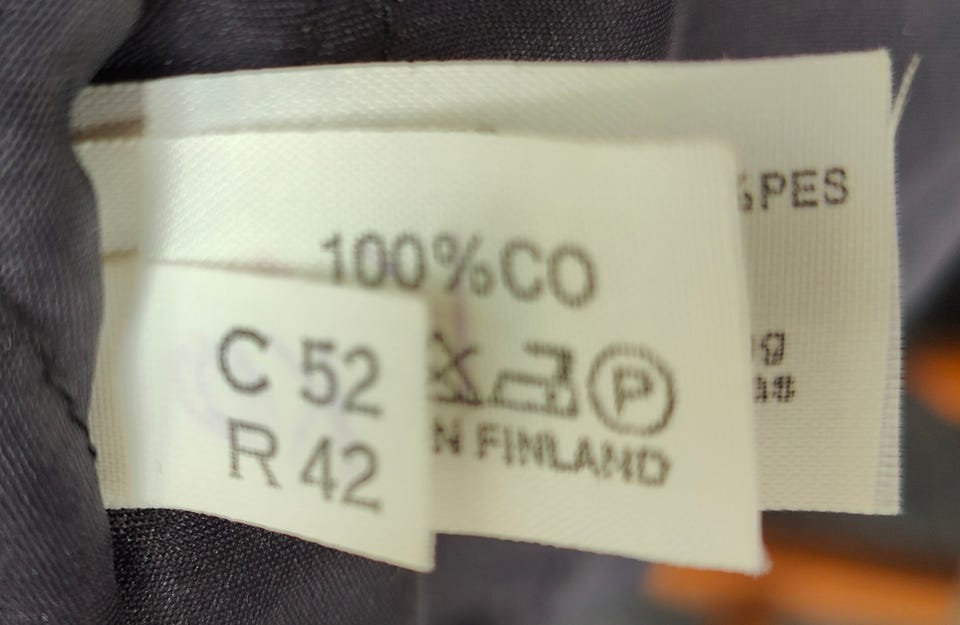 %PES
100%CO
C 52
R 42
P
N FINLAND